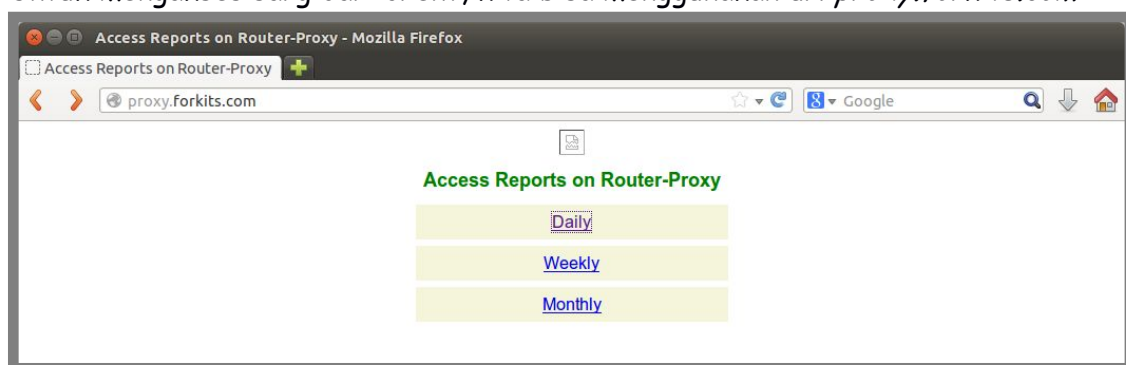 Access Reports on Router-Proxy - Mozilla Firefox
Access Reports on Router-Proxy
proxy.forkits.com
Google
Access Reports on Router-Proxy
Daily
Weekly
Monthly